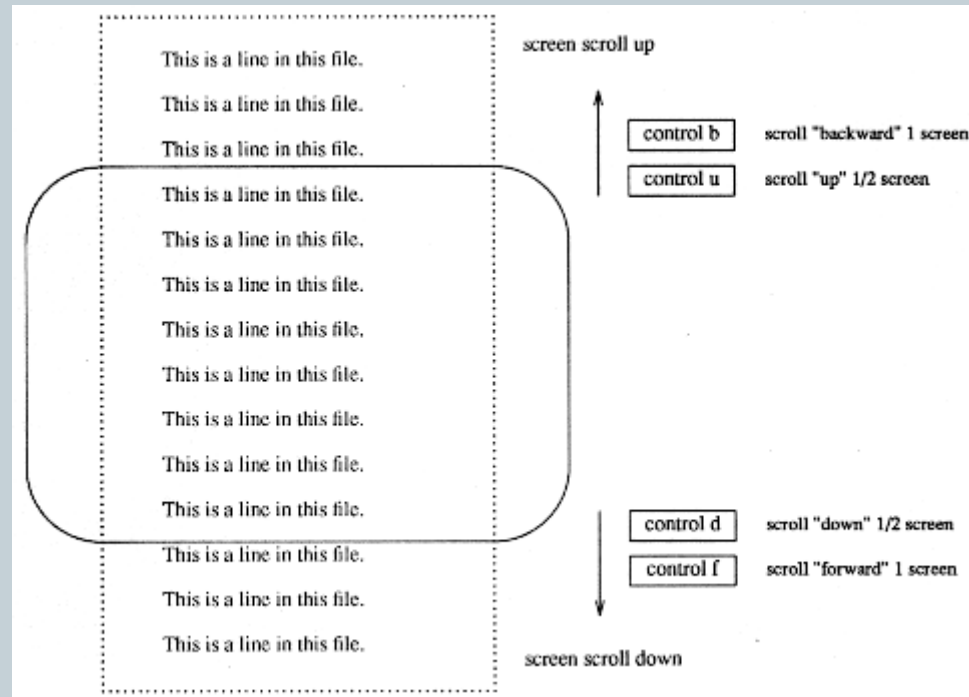 This is a line in this file.
This is a line in this file.
This is a line in this file.
This is a line in this file.
This is a line in this file.
This is a line in this file.
This is a line in this file.
This is a line in this file.
This is a line in this file.
This is a line in this file.
This is a line in this file.
This is a line in this file.
This is a line in this file.
This is a line in this file.
screen scroll up
control b scroll "backward" 1 screen
control u scroll "up" 1/2 screen
control d scroll "down" 1/2 screen
control f scroll "forward" 1 screen
screen scroll down